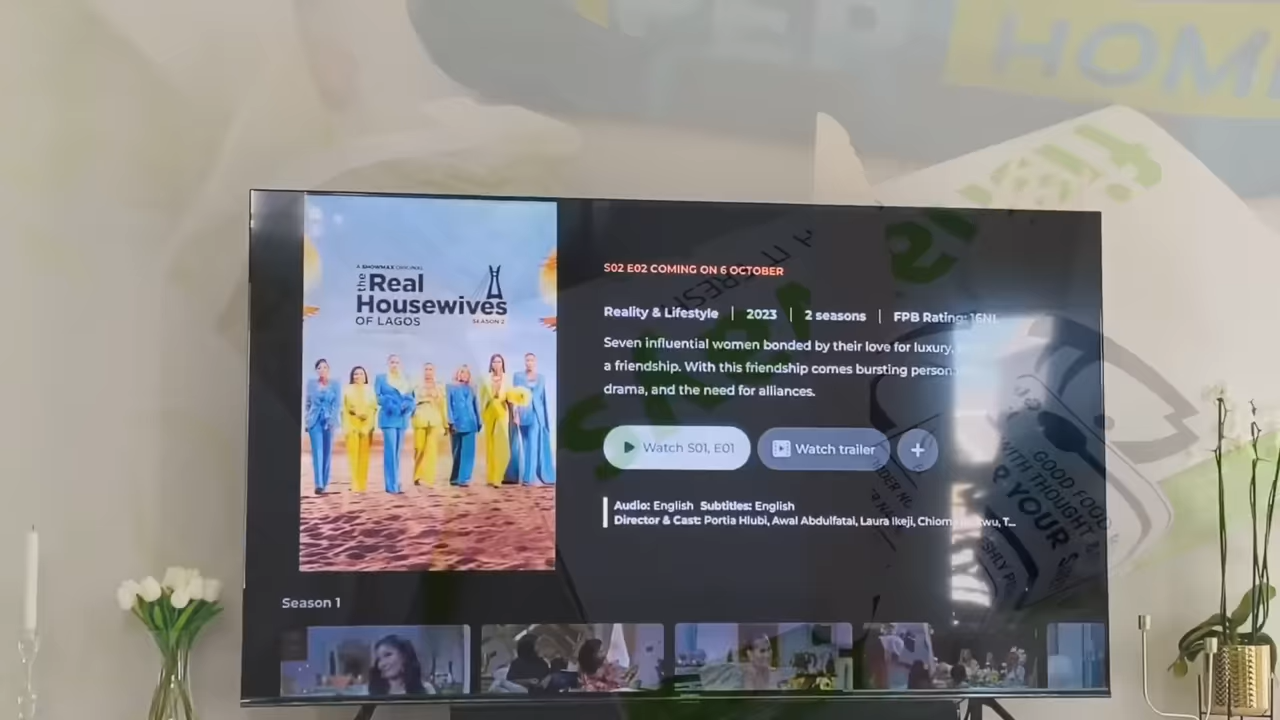 HOM
A SHOWMAX ORIGINAL
the Real
Housewives
OF LAGOS
SEASON 2
S02 E02 COMING ON 6 OCTOBER
Reality & Lifestyle | 2023 | 2 seasons | FPB Rating: 16NL
Seven influential women bonded by their love for luxury,
a friendship. With this friendship comes bursting
drama, and the need for alliances.
Watch S01, E01
Watch trailer
+
Audio: English Subtitles: English
Director & Cast: Portia Hlubi, Awal Abdulfatai, Laura Ikeji, T...
Season 1
GOOD FOOD
WITH THOUGHT &
YOUR